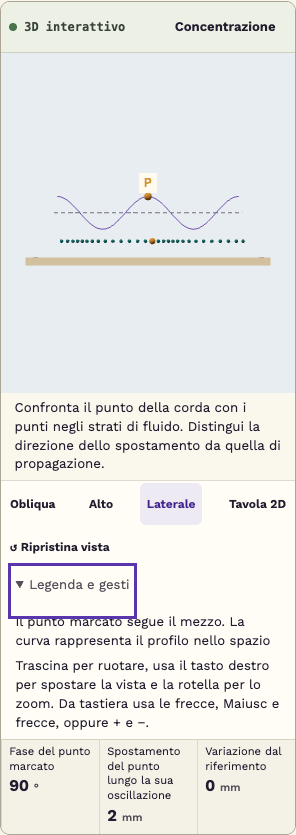 3D interattivo
Concentrazione
P
Confronta il punto della corda con i
punti negli strati di fluido. Distingui la
direzione dello spostamento da quella di
propagazione.
Obliqua Alto Laterale Tavola 2D
↺ Ripristina vista
▼ Legenda e gesti
Il punto marcato segue il mezzo. La
curva rappresenta il profilo nello spazio
Trascina per ruotare, usa il tasto destro
per spostare la vista e la rotella per lo
zoom. Da tastiera usa le frecce, Maiusc e
frecce, oppure + e −.
Fase del punto
marcato
90 °
Spostamento
del punto
lungo la sua
oscillazione
2 mm
Variazione dal
riferimento
0 mm